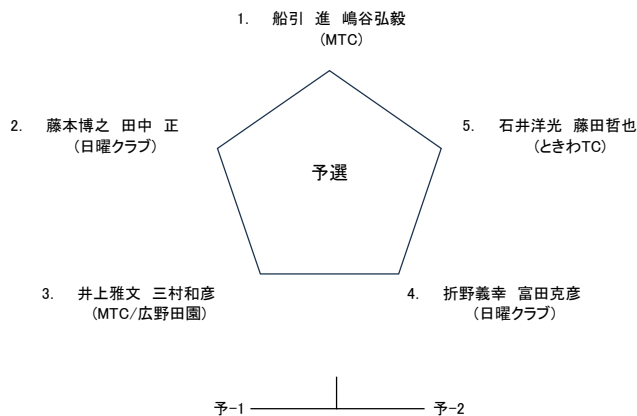 1. 船引 進 嶋谷弘毅
(MTC)
2. 藤本博之 田中 正
(日曜クラブ)
5. 石井洋光 藤田哲也
(ときわTC)
予選
3. 井上雅文 三村和彦
(MTC/広野田園)
4. 折野義幸 富田克彦
(日曜クラブ)
予-1
予-2